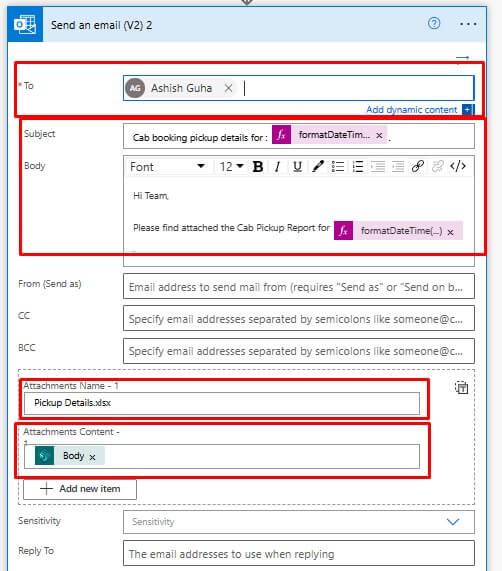 Send an email (V2) 2
* To
AG Ashish Guha ×
Add dynamic content +
Subject
Cab booking pickup details for : fx formatDateTim... × .
Body
Font 12 B I U </>
Hi Team,
Please find attached the Cab Pickup Report for fx formatDateTime(...) ×
.
From (Send as)
Email address to send mail from (requires "Send as" or "Send on b...
CC
Specify email addresses separated by semicolons like someone@c...
BCC
Specify email addresses separated by semicolons like someone@c...
Attachments Name - 1
Pickup Details.xlsx
Attachments Content -
1
Body ×
+ Add new item
Sensitivity
Sensitivity
Reply To
The email addresses to use when replying